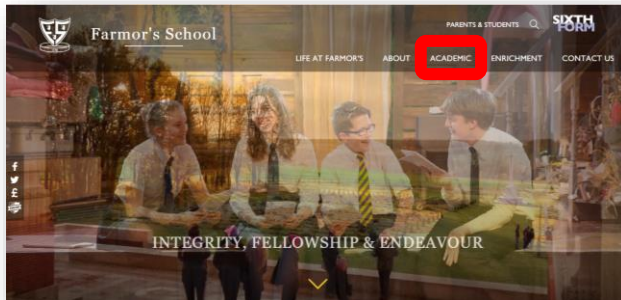 PARENTS & STUDENTS
SIXTH
FORM
Farmor's School
LIFE AT FARMOR'S
ABOUT
ACADEMIC
ENRICHMENT
CONTACT US
f
£
INTEGRITY, FELLOWSHIP & ENDEAVOUR